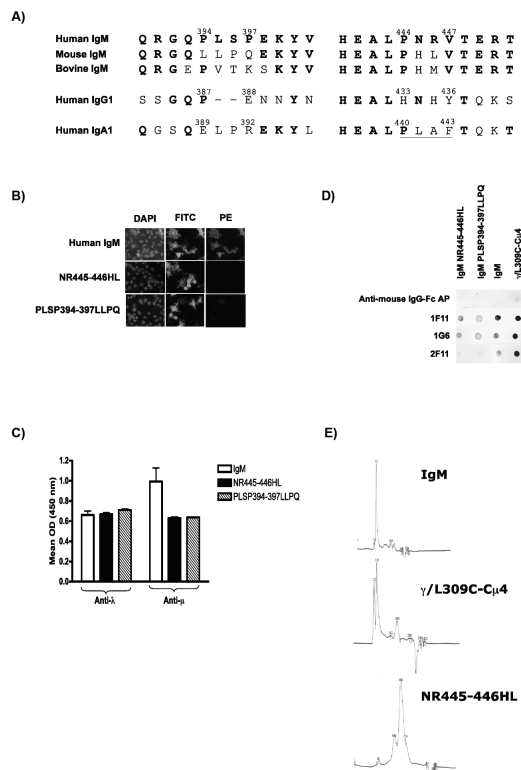 A)
394 397 444 447
Human IgM Q R G Q P L S P E K Y V H E A L P N R V T E R T
Mouse IgM Q R G Q L L P Q E K Y V H E A L P H L V T E R T
Bovine IgM Q R G E P V T K S K Y V H E A L P H M V T E R T
387 388 433 436
Human IgG1 S S G Q P - - E N N Y N H E A L H N H Y T Q K S
389 392 440 443
Human IgA1 Q G S Q E L P R E K Y L H E A L P L A F T Q K T
B)
DAPI FITC PE
Human IgM
NR445-446HL
PLSP394-397LLPQ
D)
IgM NR445-446HL
IgM PLSP394-397LLPQ
IgM
γ/L309C-Cμ4
Anti-mouse IgG-Fc AP
1F11
1G6
2F11
C)
Mean OD (450 nm)
1.2
1.0
0.8
0.6
0.4
0.2
0.0
Anti-λ Anti-μ
IgM
NR445-446HL
PLSP394-397LLPQ
E)
IgM
γ/L309C-Cμ4
NR445-446HL